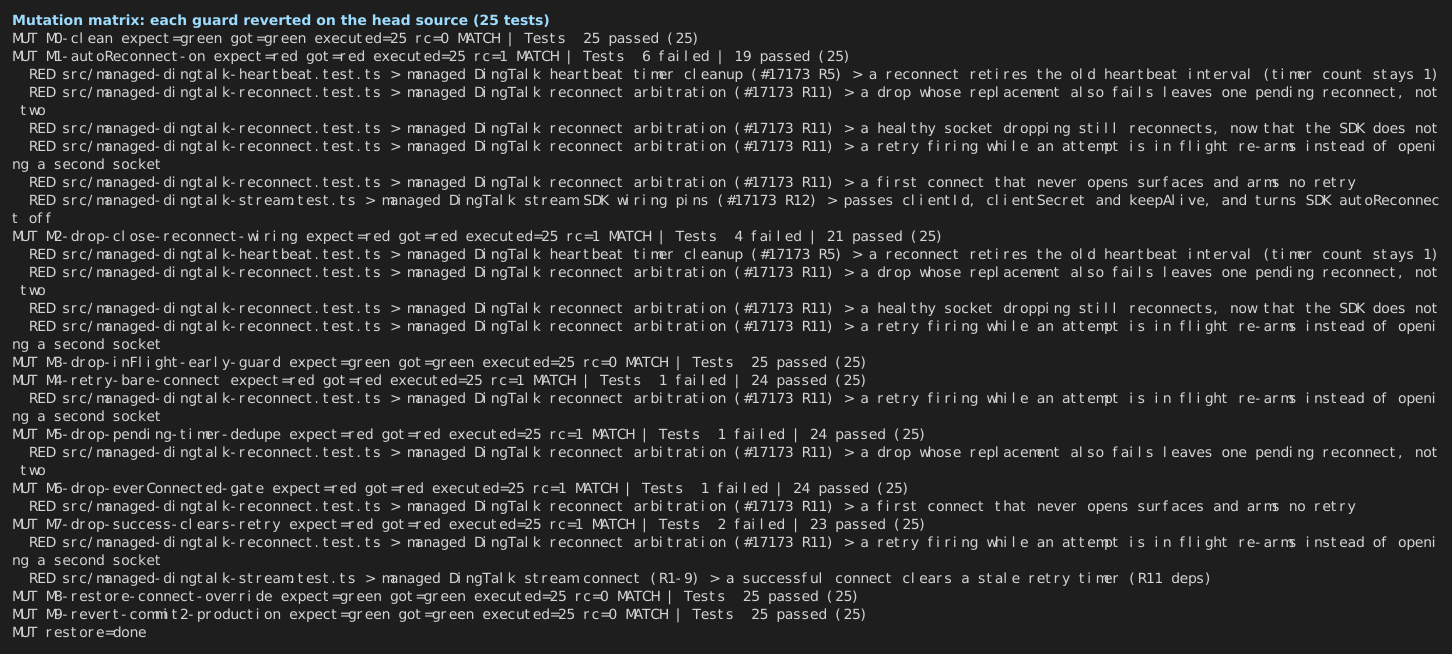 Mutation matrix: each guard reverted on the head source (25 tests)
MUT M0-clean expect=green got=green executed=25 rc=0 MATCH | Tests  25 passed (25)
MUT M1-autoReconnect-on expect=red got=red executed=25 rc=1 MATCH | Tests  6 failed | 19 passed (25)
RED src/managed-dingtalk-heartbeat.test.ts > managed DingTalk heartbeat timer cleanup (#17173 R5) > a reconnect retires the old heartbeat interval (timer count stays 1)
RED src/managed-dingtalk-reconnect.test.ts > managed DingTalk reconnect arbitration (#17173 R11) > a drop whose replacement also fails leaves one pending reconnect, not
two
RED src/managed-dingtalk-reconnect.test.ts > managed DingTalk reconnect arbitration (#17173 R11) > a healthy socket dropping still reconnects, now that the SDK does not
RED src/managed-dingtalk-reconnect.test.ts > managed DingTalk reconnect arbitration (#17173 R11) > a retry firing while an attempt is in flight re-arms instead of openi
ng a second socket
RED src/managed-dingtalk-reconnect.test.ts > managed DingTalk reconnect arbitration (#17173 R11) > a first connect that never opens surfaces and arms no retry
RED src/managed-dingtalk-stream.test.ts > managed DingTalk stream SDK wiring pins (#17173 R12) > passes clientId, clientSecret and keepAlive, and turns SDK autoReconnec
t off
MUT M2-drop-close-reconnect-wiring expect=red got=red executed=25 rc=1 MATCH | Tests  4 failed | 21 passed (25)
RED src/managed-dingtalk-heartbeat.test.ts > managed DingTalk heartbeat timer cleanup (#17173 R5) > a reconnect retires the old heartbeat interval (timer count stays 1)
RED src/managed-dingtalk-reconnect.test.ts > managed DingTalk reconnect arbitration (#17173 R11) > a drop whose replacement also fails leaves one pending reconnect, not
two
RED src/managed-dingtalk-reconnect.test.ts > managed DingTalk reconnect arbitration (#17173 R11) > a healthy socket dropping still reconnects, now that the SDK does not
RED src/managed-dingtalk-reconnect.test.ts > managed DingTalk reconnect arbitration (#17173 R11) > a retry firing while an attempt is in flight re-arms instead of openi
ng a second socket
MUT M3-drop-inFlight-early-guard expect=green got=green executed=25 rc=0 MATCH | Tests  25 passed (25)
MUT M4-retry-bare-connect expect=red got=red executed=25 rc=1 MATCH | Tests  1 failed | 24 passed (25)
RED src/managed-dingtalk-reconnect.test.ts > managed DingTalk reconnect arbitration (#17173 R11) > a retry firing while an attempt is in flight re-arms instead of openi
ng a second socket
MUT M5-drop-pending-timer-dedupe expect=red got=red executed=25 rc=1 MATCH | Tests  1 failed | 24 passed (25)
RED src/managed-dingtalk-reconnect.test.ts > managed DingTalk reconnect arbitration (#17173 R11) > a drop whose replacement also fails leaves one pending reconnect, not
two
MUT M6-drop-everConnected-gate expect=red got=red executed=25 rc=1 MATCH | Tests  1 failed | 24 passed (25)
RED src/managed-dingtalk-reconnect.test.ts > managed DingTalk reconnect arbitration (#17173 R11) > a first connect that never opens surfaces and arms no retry
MUT M7-drop-success-clears-retry expect=red got=red executed=25 rc=1 MATCH | Tests  2 failed | 23 passed (25)
RED src/managed-dingtalk-reconnect.test.ts > managed DingTalk reconnect arbitration (#17173 R11) > a retry firing while an attempt is in flight re-arms instead of openi
ng a second socket
RED src/managed-dingtalk-stream.test.ts > managed DingTalk stream connect (R1-9) > a successful connect clears a stale retry timer (R11 deps)
MUT M8-restore-connect-override expect=green got=green executed=25 rc=0 MATCH | Tests  25 passed (25)
MUT M9-revert-commit2-production expect=green got=green executed=25 rc=0 MATCH | Tests  25 passed (25)
MUT restore=done